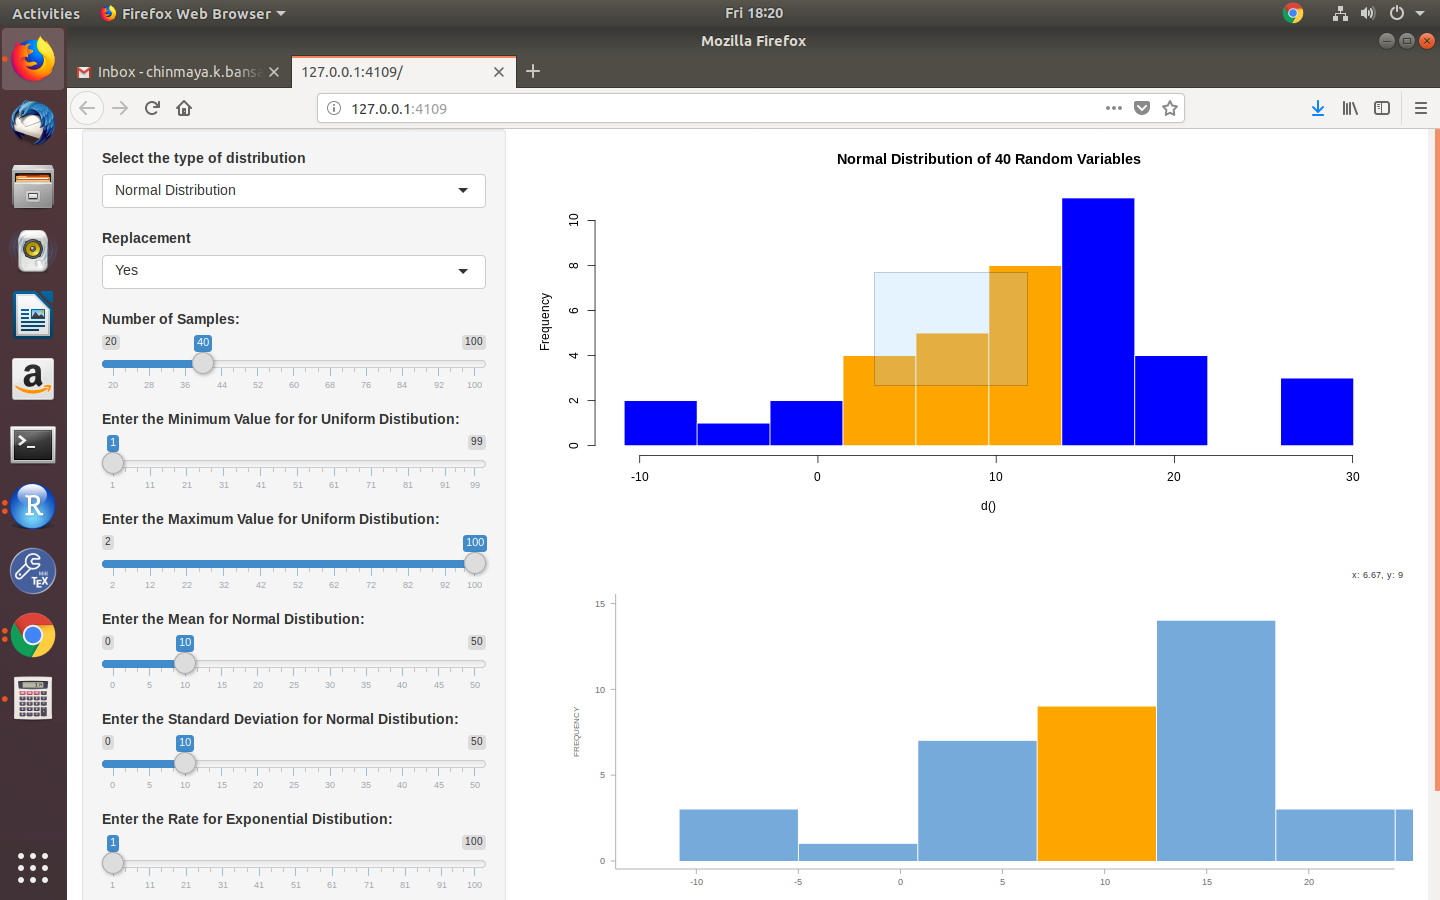 Activities
Firefox Web Browser
Fri 18:20
Mozilla Firefox
Inbox - chinmaya.k.bansa
127.0.0.1:4109/
127.0.0.1:4109
Select the type of distribution
Normal Distribution
Replacement
Yes
Number of Samples:
20 40 100
20 28 36 44 52 60 68 76 84 92 100
Enter the Minimum Value for for Uniform Distibution:
1 99
1 11 21 31 41 51 61 71 81 91 99
Enter the Maximum Value for Uniform Distibution:
2 100
2 12 22 32 42 52 62 72 82 92 100
Enter the Mean for Normal Distibution:
0 10 50
0 5 10 15 20 25 30 35 40 45 50
Enter the Standard Deviation for Normal Distibution:
0 10 50
0 5 10 15 20 25 30 35 40 45 50
Enter the Rate for Exponential Distibution:
1 100
1 11 21 31 41 51 61 71 81 91 100
Normal Distribution of 40 Random Variables
Frequency
10
8
6
4
2
0
-10 0 10 20 30
d()
x: 6.67, y: 9
FREQUENCY
15
10
5
0
-10 -5 0 5 10 15 20